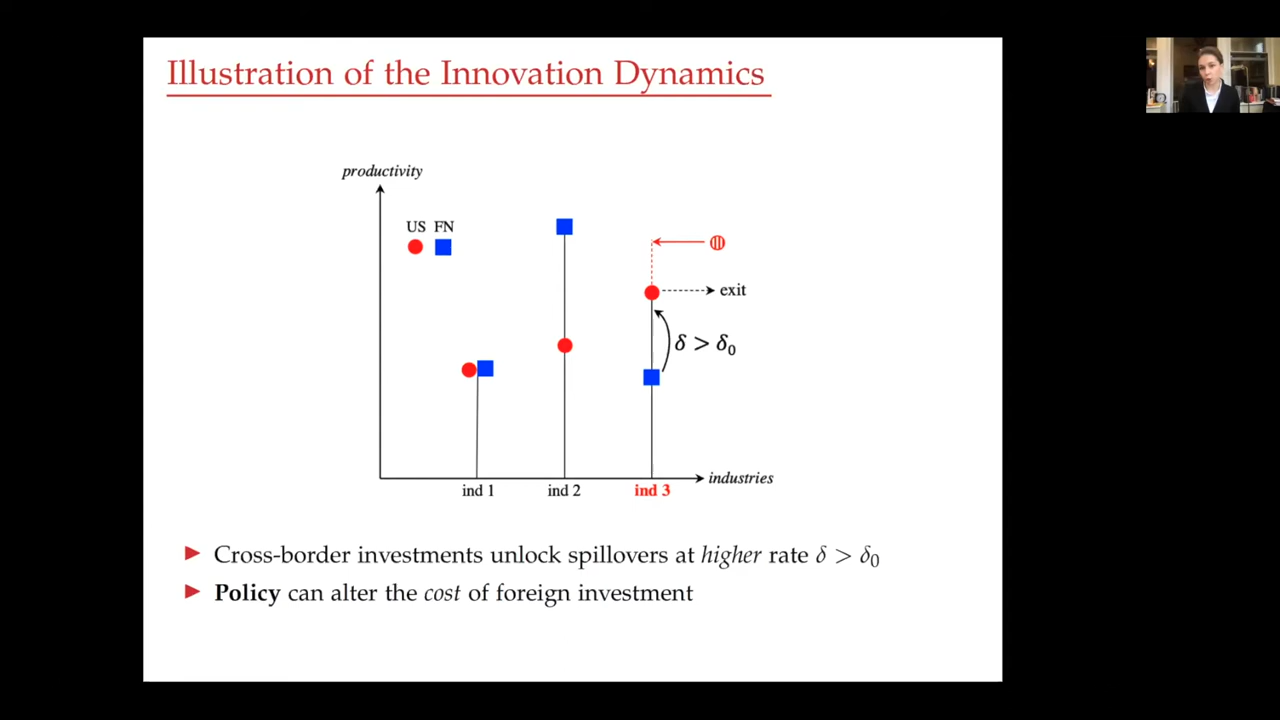 Illustration of the Innovation Dynamics
productivity
US FN
exit
δ > δ₀
industries
ind 1 ind 2 ind 3
▶ Cross-border investments unlock spillovers at higher rate δ > δ₀
▶ Policy can alter the cost of foreign investment